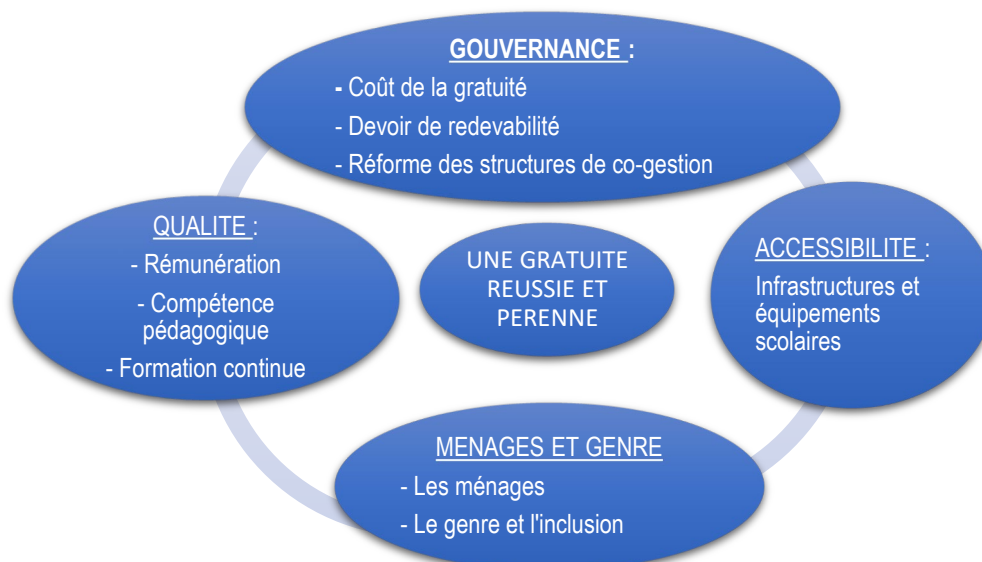 GOUVERNANCE :
- Coût de la gratuité
- Devoir de redevabilité
- Réforme des structures de co-gestion
QUALITE :
- Rémunération
- Compétence
pédagogique
- Formation continue
UNE GRATUITE
REUSSIE ET
PERENNE
ACCESSIBILITE :
Infrastructures et
équipements
scolaires
MENAGES ET GENRE
- Les ménages
- Le genre et l'inclusion